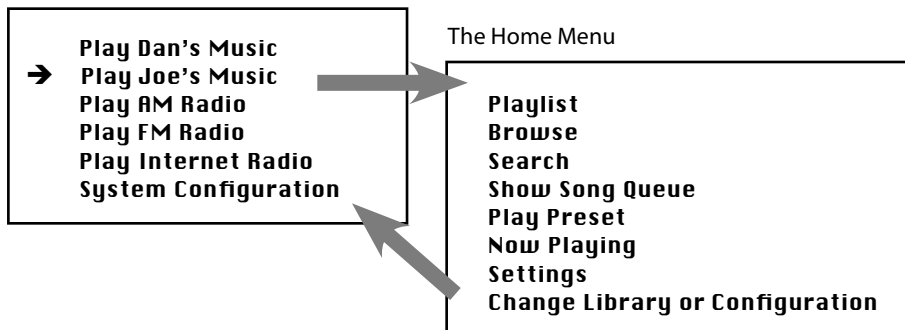 Play Dan's Music
Play Joe's Music
Play AM Radio
Play FM Radio
Play Internet Radio
System Configuration
The Home Menu
Playlist
Browse
Search
Show Song Queue
Play Preset
Now Playing
Settings
Change Library or Configuration